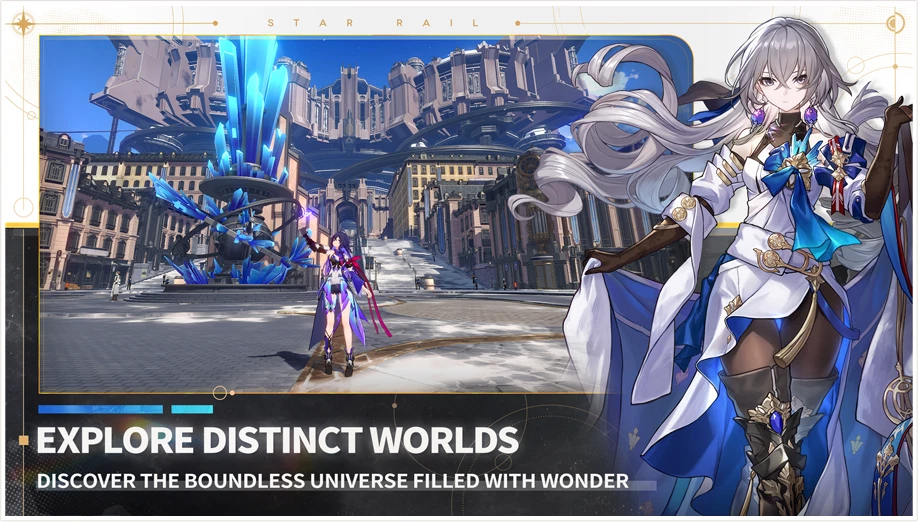 STAR RAIL
EXPLORE DISTINCT WORLDS
DISCOVER THE BOUNDLESS UNIVERSE FILLED WITH WONDER